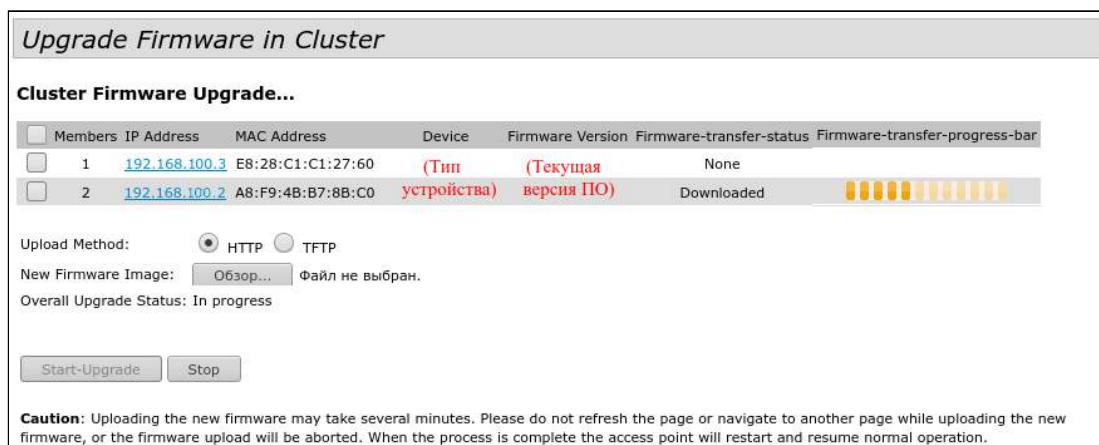 Upgrade Firmware in Cluster
Cluster Firmware Upgrade...
Members IP Address MAC Address Device Firmware Version Firmware-transfer-status Firmware-transfer-progress-bar
1 192.168.100.3 E8:28:C1:C1:27:60 (Тип (Текущая None
2 192.168.100.2 A8:F9:4B:B7:8B:C0 устройства) версия ПО) Downloaded
Upload Method: HTTP TFTP
New Firmware Image: Обзор... Файл не выбран.
Overall Upgrade Status: In progress
Start-Upgrade Stop
Caution: Uploading the new firmware may take several minutes. Please do not refresh the page or navigate to another page while uploading the new
firmware, or the firmware upload will be aborted. When the process is complete the access point will restart and resume normal operation.